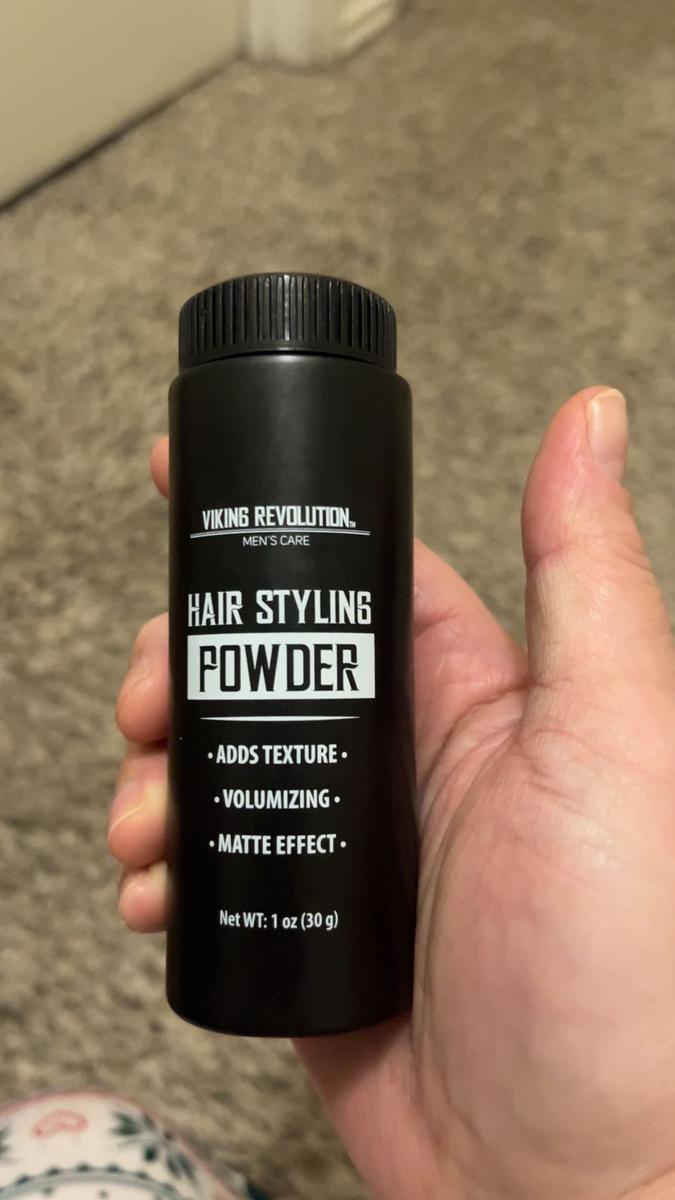 VIKING REVOLUTION™
MEN'S CARE
HAIR STYLING
POWDER
• ADDS TEXTURE •
• VOLUMIZING •
• MATTE EFFECT •
Net WT: 1 oz (30 g)